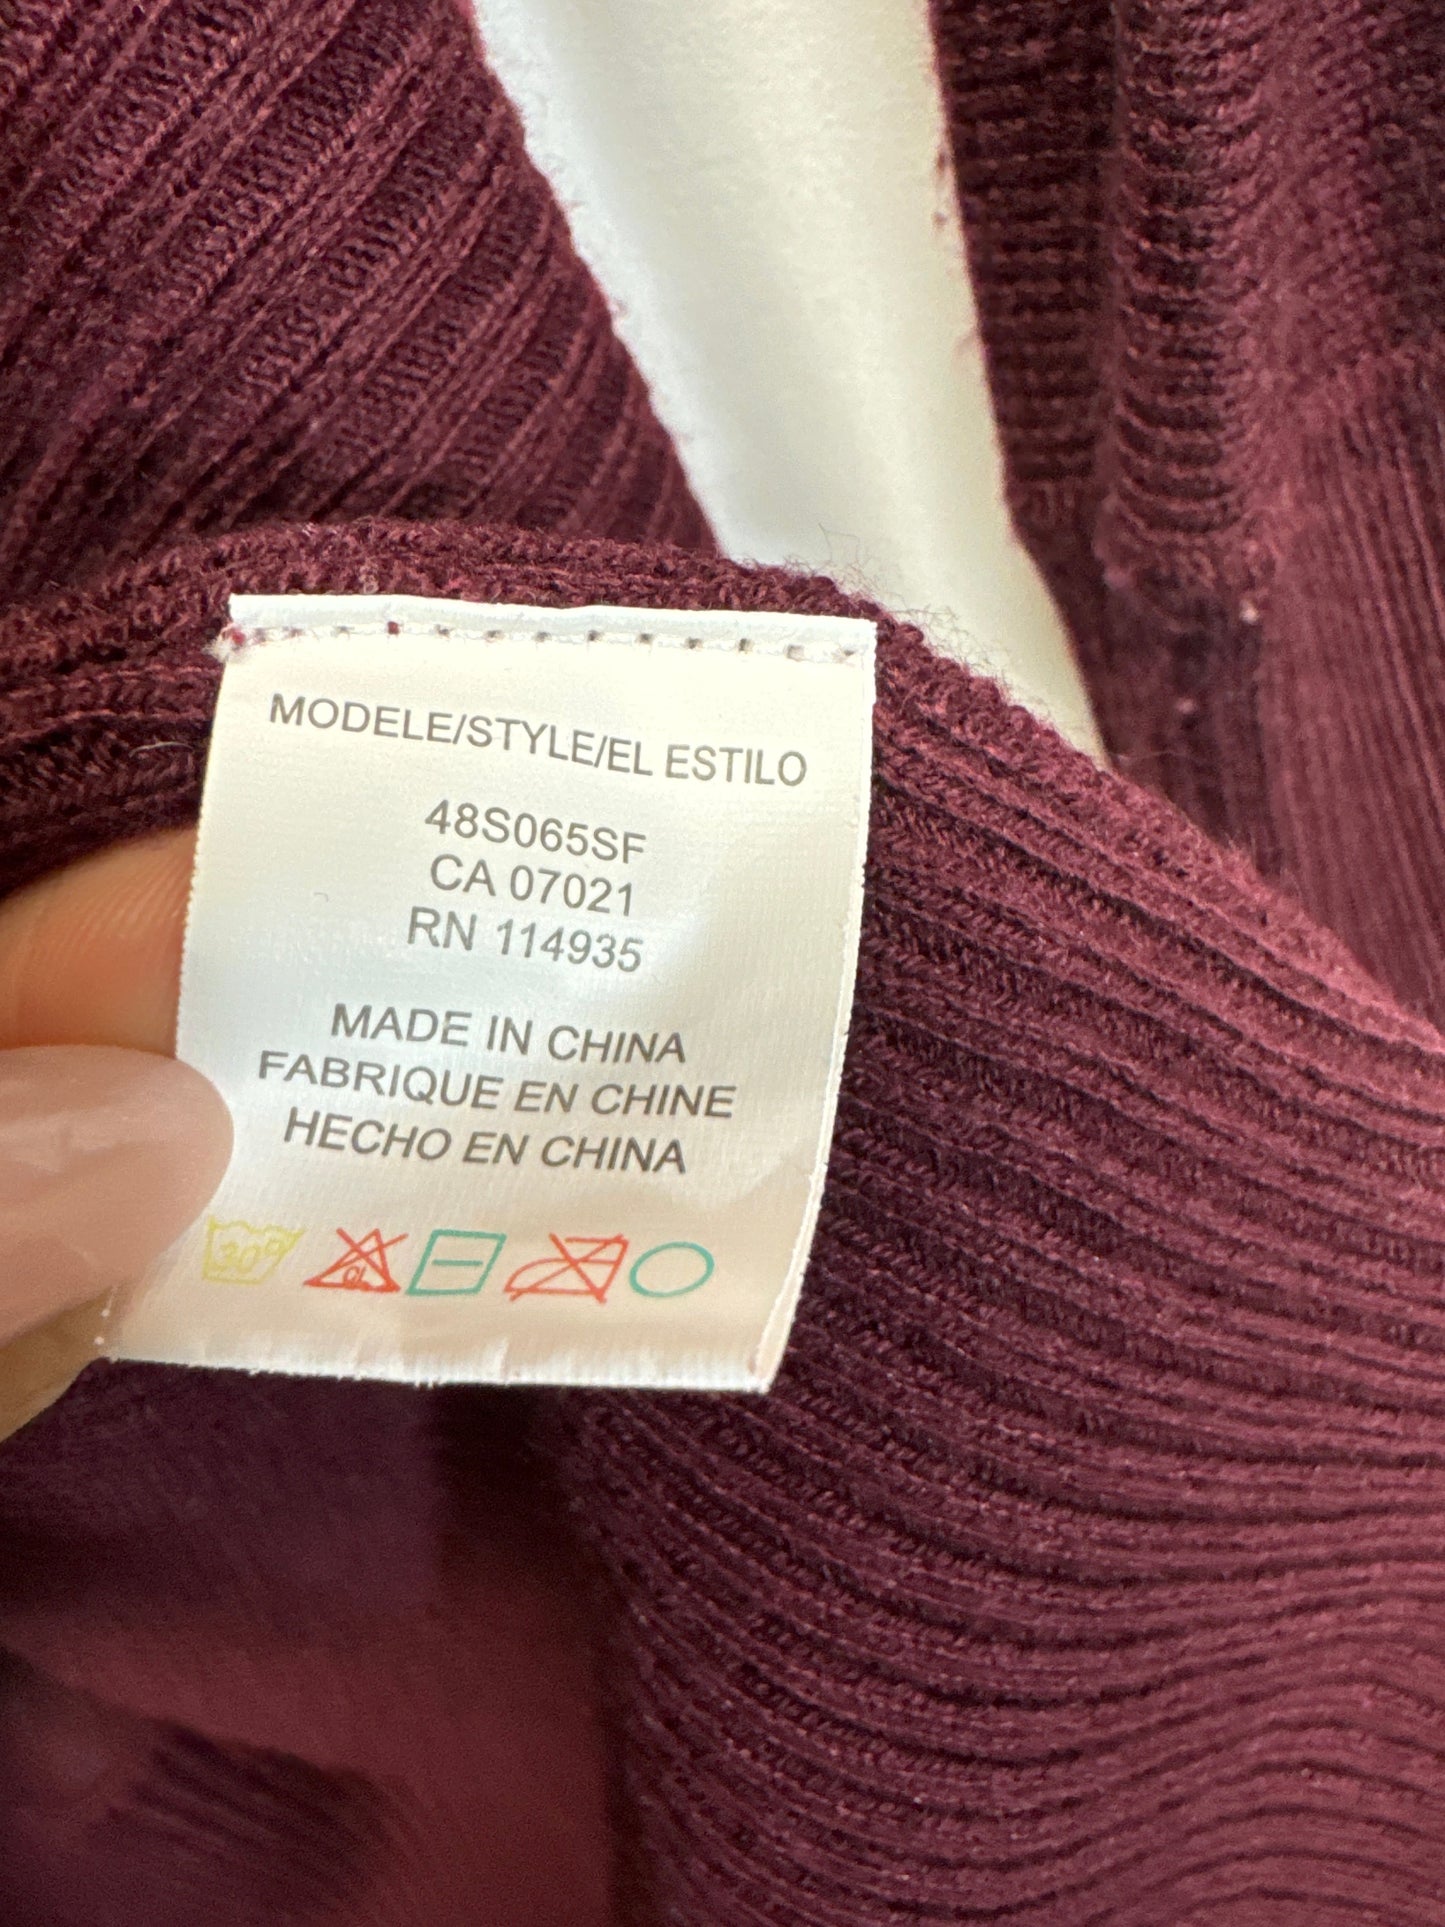 MODELE/STYLE/EL ESTILO
48S065SF
CA 07021
RN 114935
MADE IN CHINA
FABRIQUE EN CHINE
HECHO EN CHINA
30° CL